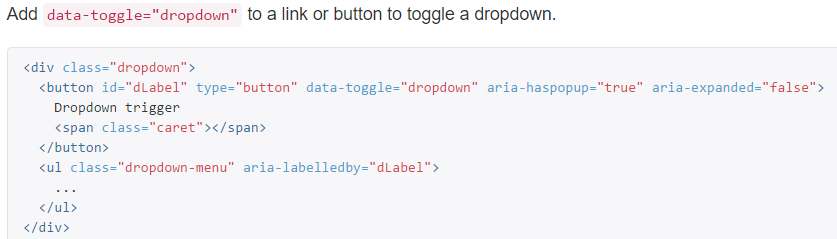 Add data-toggle="dropdown" to a link or button to toggle a dropdown.
<div class="dropdown">
  <button id="dLabel" type="button" data-toggle="dropdown" aria-haspopup="true" aria-expanded="false">
    Dropdown trigger
    <span class="caret"></span>
  </button>
  <ul class="dropdown-menu" aria-labelledby="dLabel">
    ...
  </ul>
</div>